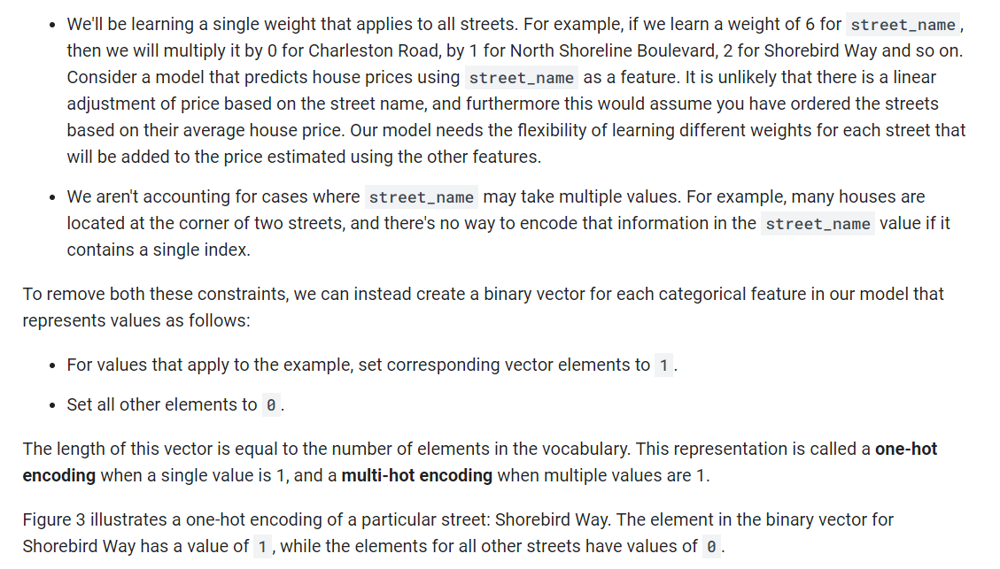 • We'll be learning a single weight that applies to all streets. For example, if we learn a weight of 6 for street_name,
then we will multiply it by 0 for Charleston Road, by 1 for North Shoreline Boulevard, 2 for Shorebird Way and so on.
Consider a model that predicts house prices using street_name as a feature. It is unlikely that there is a linear
adjustment of price based on the street name, and furthermore this would assume you have ordered the streets
based on their average house price. Our model needs the flexibility of learning different weights for each street that
will be added to the price estimated using the other features.
• We aren't accounting for cases where street_name may take multiple values. For example, many houses are
located at the corner of two streets, and there's no way to encode that information in the street_name value if it
contains a single index.
To remove both these constraints, we can instead create a binary vector for each categorical feature in our model that
represents values as follows:
• For values that apply to the example, set corresponding vector elements to 1.
• Set all other elements to 0.
The length of this vector is equal to the number of elements in the vocabulary. This representation is called a one-hot
encoding when a single value is 1, and a multi-hot encoding when multiple values are 1.
Figure 3 illustrates a one-hot encoding of a particular street: Shorebird Way. The element in the binary vector for
Shorebird Way has a value of 1, while the elements for all other streets have values of 0.